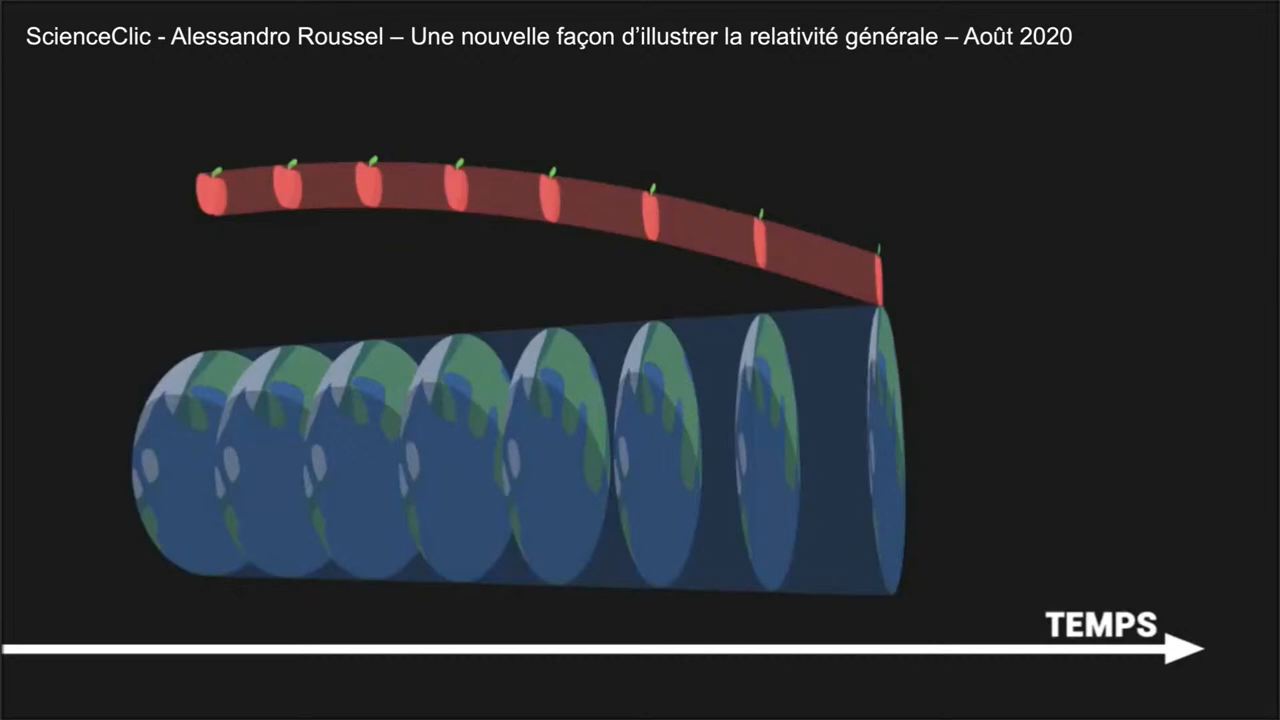 ScienceClic - Alessandro Roussel – Une nouvelle façon d’illustrer la relativité générale – Août 2020
TEMPS